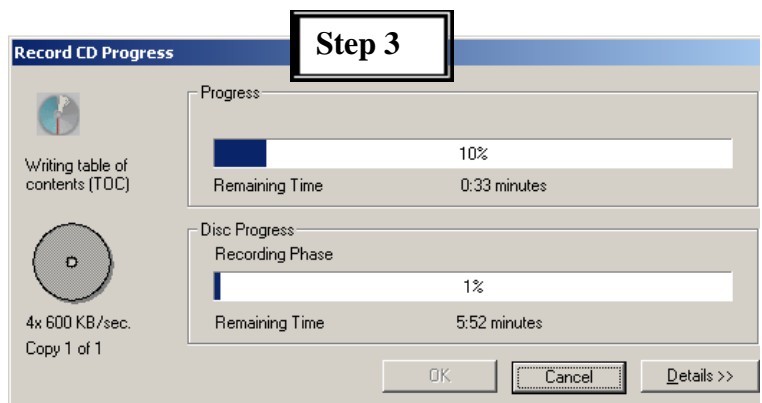 Step 3
Record CD Progress
Progress
10%
Writing table of
contents (TOC)
Remaining Time 0:33 minutes
Disc Progress
Recording Phase
1%
4x 600 KB/sec.
Remaining Time 5:52 minutes
Copy 1 of 1
OK Cancel Details >>